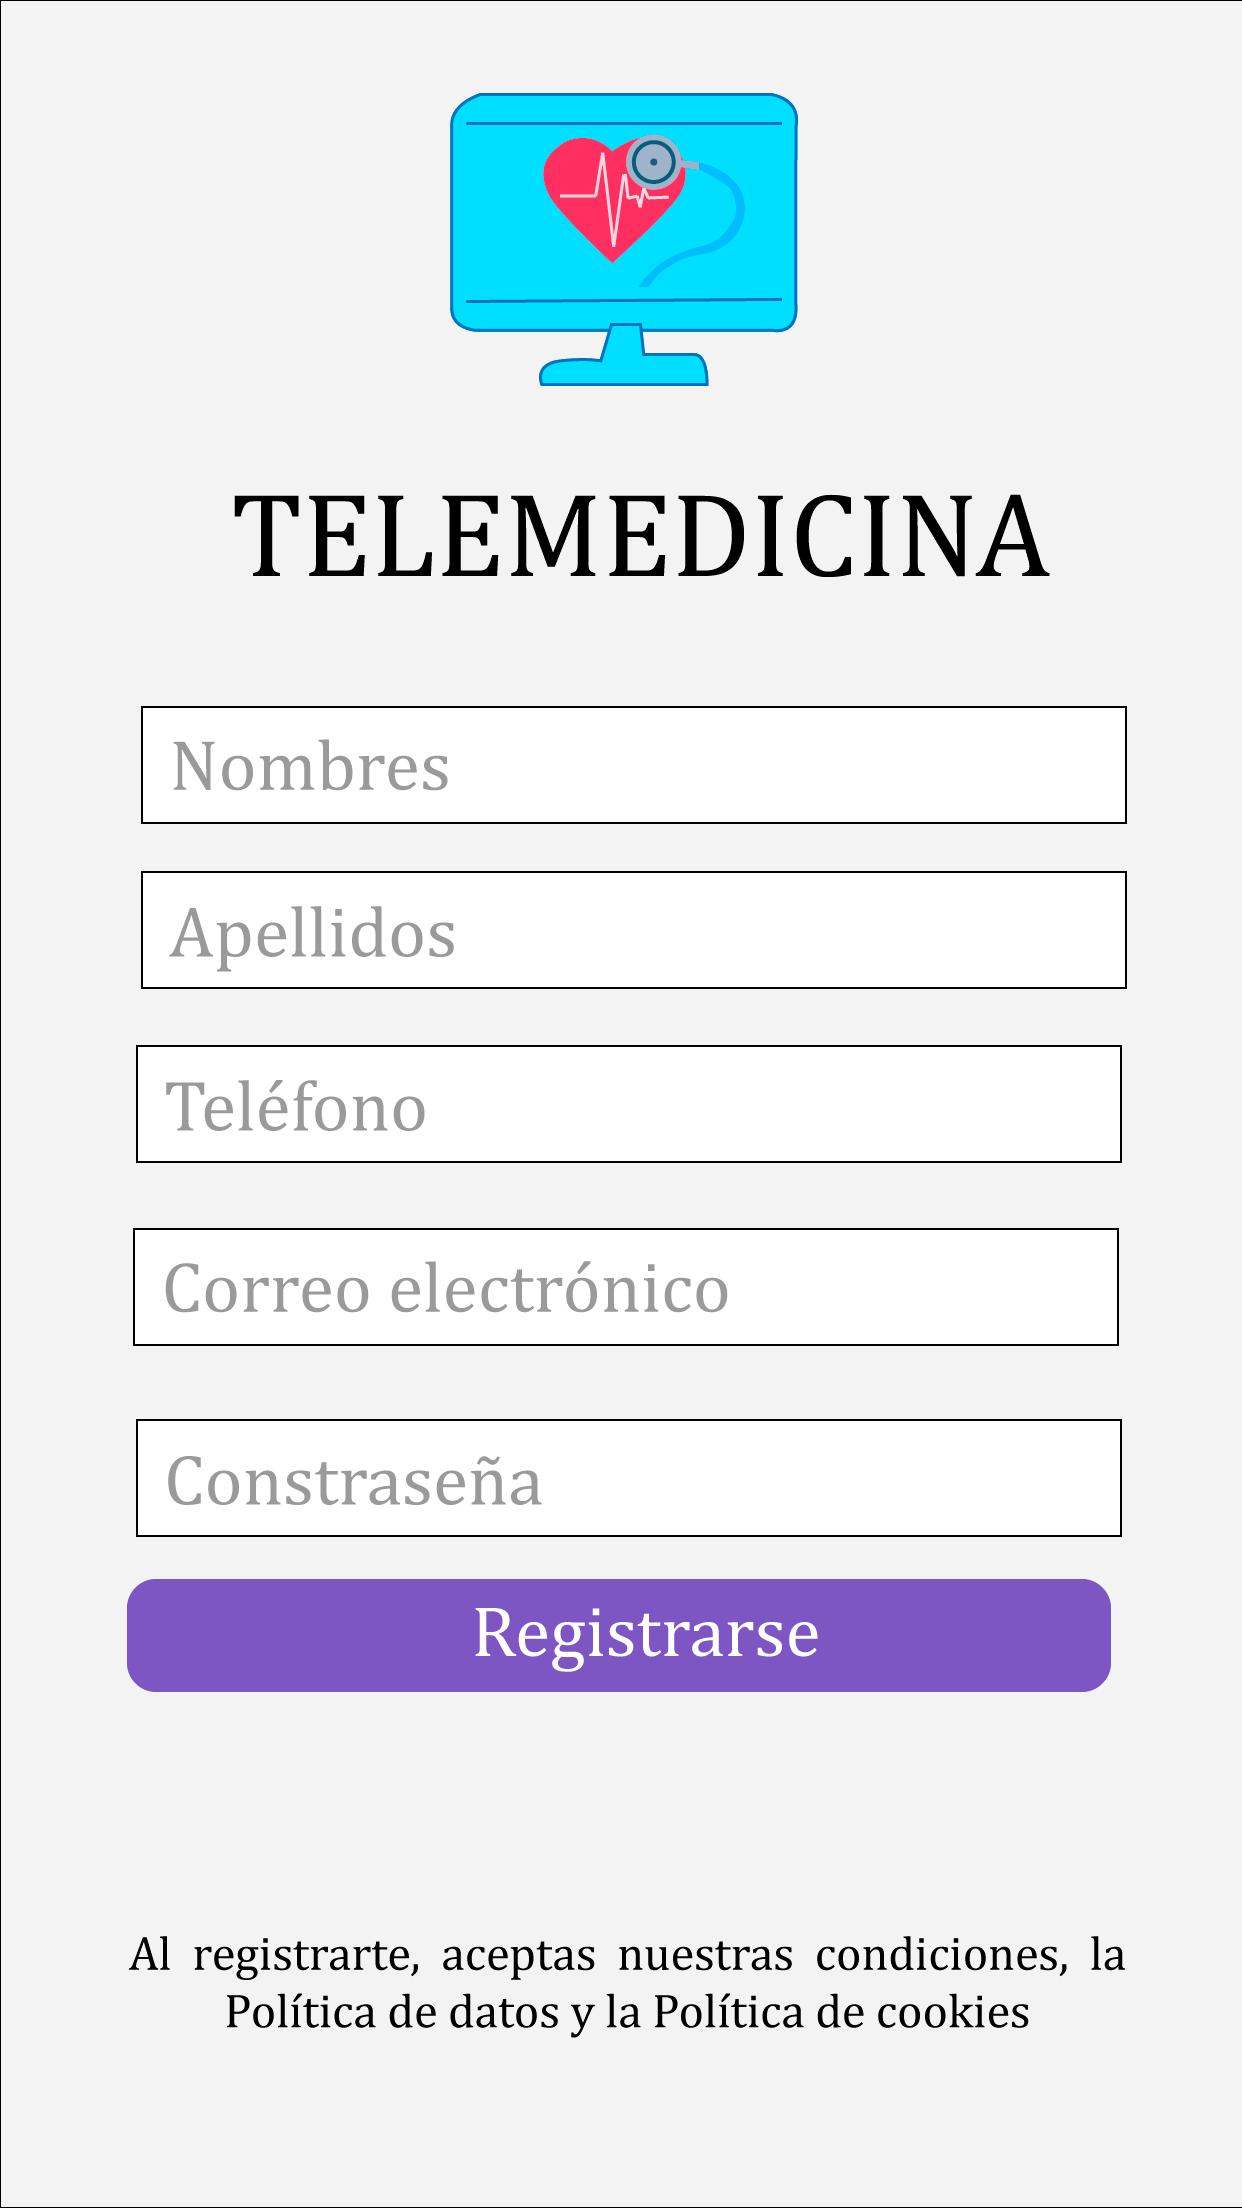 TELEMEDICINA
Nombres
Apellidos
Teléfono
Correo electrónico
Constraseña
Registrarse
Al registrarte, aceptas nuestras condiciones, la
Política de datos y la Política de cookies